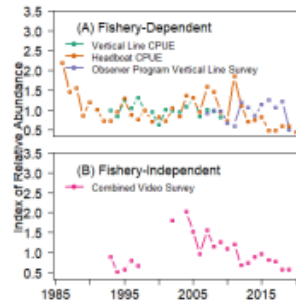 3.5
(A) Fishery-Dependent
3.0
Vertical Line CPUE
Headboat CPUE
Observer Program Vertical Line Survey
2.5
2.0
1.5
1.0
0.5
Index of Relative Abundance
3.5
(B) Fishery-Independent
3.0
Combined Video Survey
2.5
2.0
1.5
1.0
0.5
1985 1995 2005 2015